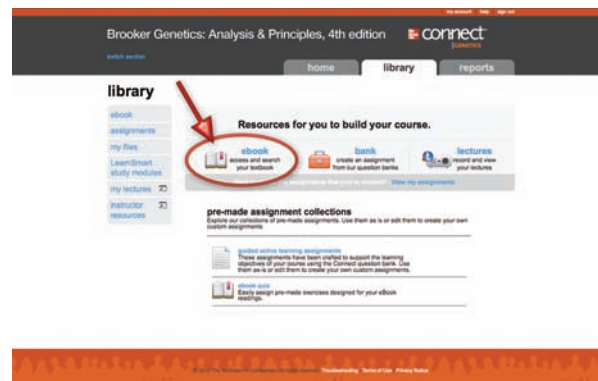 my account help sign out
Brooker Genetics: Analysis & Principles, 4th edition
connect
GENETICS
switch section
home library reports
library
ebook
assignments
my files
LearnSmart
study modules
my lectures
instructor
resources
Resources for you to build your course.
ebook
access and search
your textbook
bank
create an assignment
from our question banks
lectures
record and view
your lectures
assignments that you've created? View my assignments
pre-made assignment collections
Explore our collections of pre-made assignments. Use them as is or edit them to create your own
custom assignments
guided active learning assignments
These assignments have been crafted to support the learning
objectives of your course using the Connect question bank. Use
them as-is or edit them to create your own custom assignments.
ebook quiz
Easily assign pre-made exercises designed for your eBook
readings.
Troubleshooting Terms of Use Privacy Notice